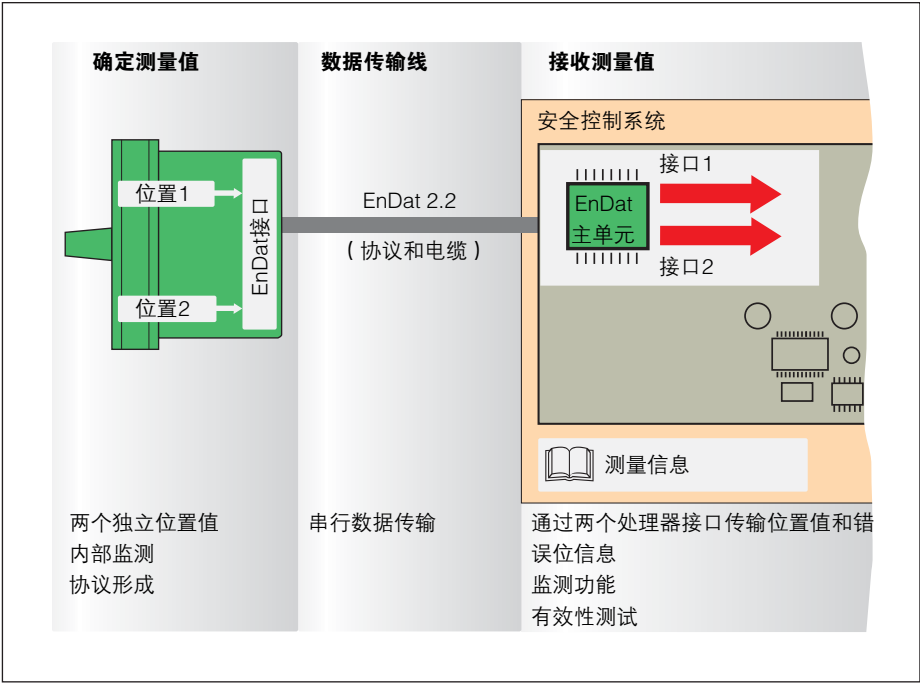 确定测量值
数据传输线
接收测量值
安全控制系统
位置1
位置2
EnDat接口
EnDat 2.2
（协议和电缆）
EnDat
主单元
接口1
接口2
测量信息
两个独立位置值
内部监测
协议形成
串行数据传输
通过两个处理器接口传输位置值和错
误位信息
监测功能
有效性测试